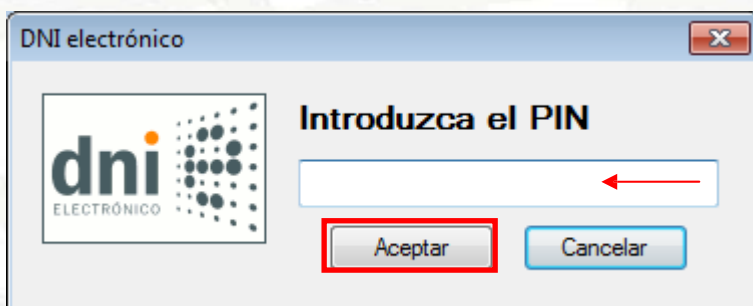 DNI electrónico
dni
ELECTRÓNICO
Introduzca el PIN
Aceptar
Cancelar